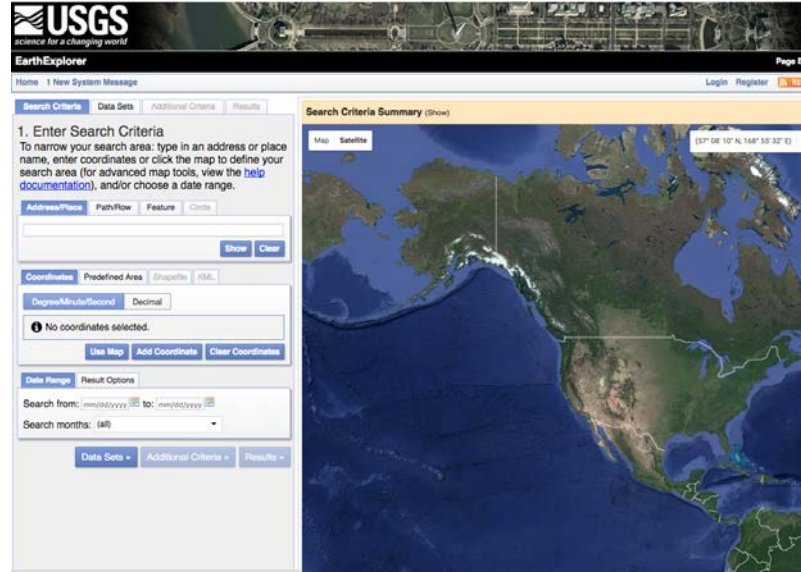 USGS
science for a changing world
EarthExplorer
Page E
Home 1 New System Message
Login Register
Search Criteria Data Sets Additional Criteria Results
Search Criteria Summary (Show)
1. Enter Search Criteria
To narrow your search area: type in an address or place
name, enter coordinates or click the map to define your
search area (for advanced map tools, view the help
documentation), and/or choose a date range.
Map Satellite
(57° 08' 10" N, 168° 55' 32" E)
Address/Place Path/Row Feature Circle
Show Clear
Coordinates Predefined Area Shapefile KML
Degree/Minute/Second Decimal
No coordinates selected.
Use Map Add Coordinate Clear Coordinates
Date Range Result Options
Search from: mm/dd/yyyy to: mm/dd/yyyy
Search months: (all)
Data Sets » Additional Criteria » Results »